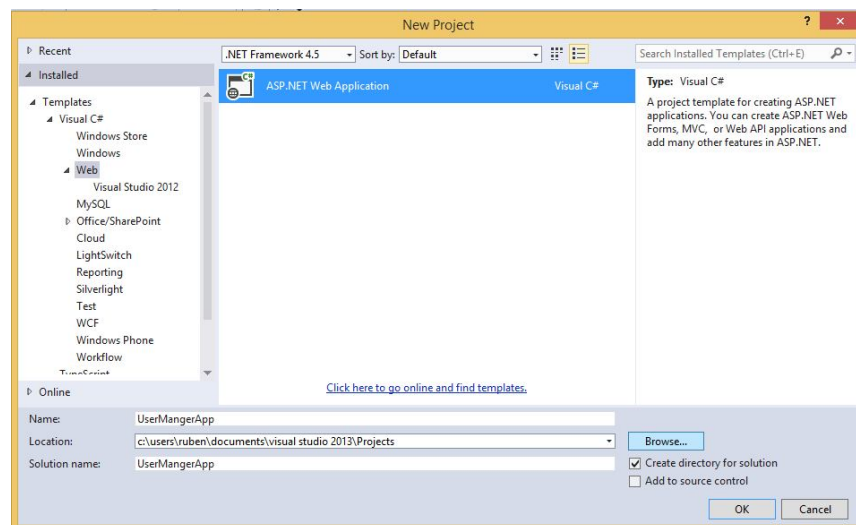 New Project
? ×
Recent
.NET Framework 4.5
Sort by: Default
Search Installed Templates (Ctrl+E)
Installed
C#
ASP.NET Web Application
Visual C#
Type: Visual C#
A project template for creating ASP.NET
applications. You can create ASP.NET Web
Forms, MVC, or Web API applications and
add many other features in ASP.NET.
Templates
Visual C#
Windows Store
Windows
Web
Visual Studio 2012
MySQL
Office/SharePoint
Cloud
LightSwitch
Reporting
Silverlight
Test
WCF
Windows Phone
Workflow
TypeScript
Online
Click here to go online and find templates.
Name: UserMangerApp
Location: c:\users\ruben\documents\visual studio 2013\Projects
Browse...
Solution name: UserMangerApp
Create directory for solution
Add to source control
OK Cancel